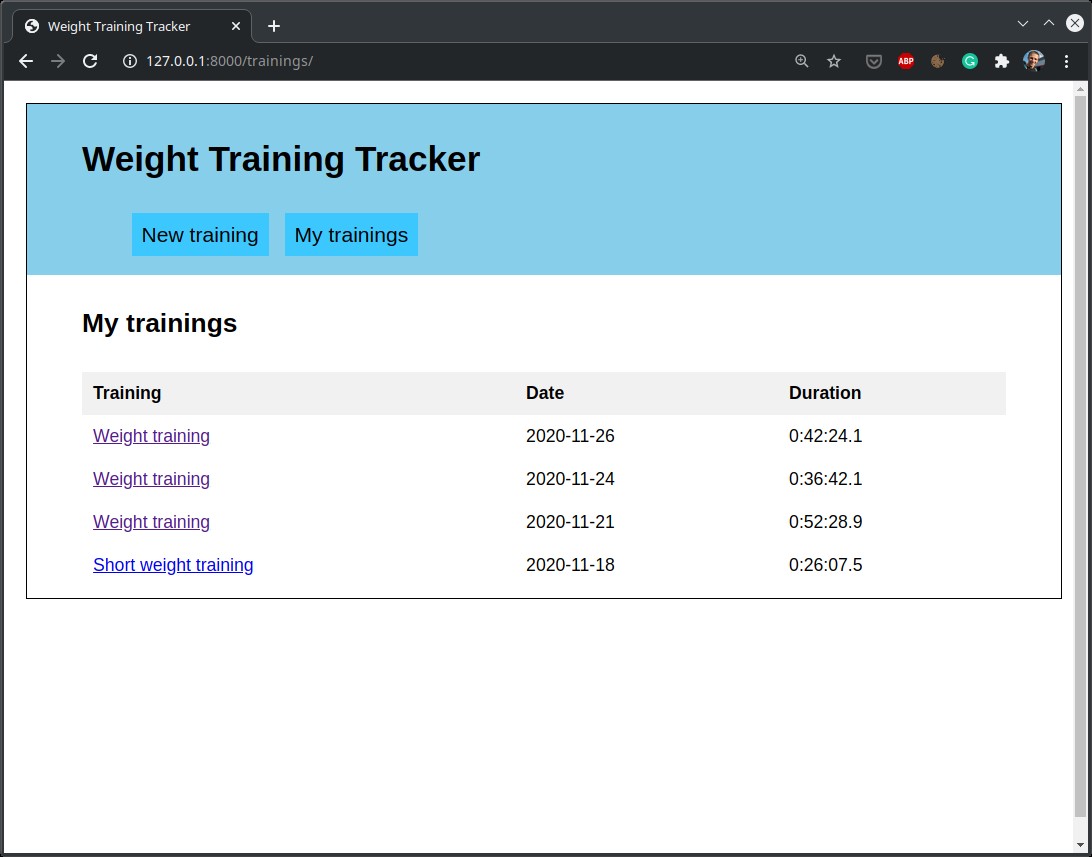 Weight Training Tracker
127.0.0.1:8000/trainings/
ABP
Weight Training Tracker
New training My trainings
My trainings
Training Date Duration
Weight training 2020-11-26 0:42:24.1
Weight training 2020-11-24 0:36:42.1
Weight training 2020-11-21 0:52:28.9
Short weight training 2020-11-18 0:26:07.5